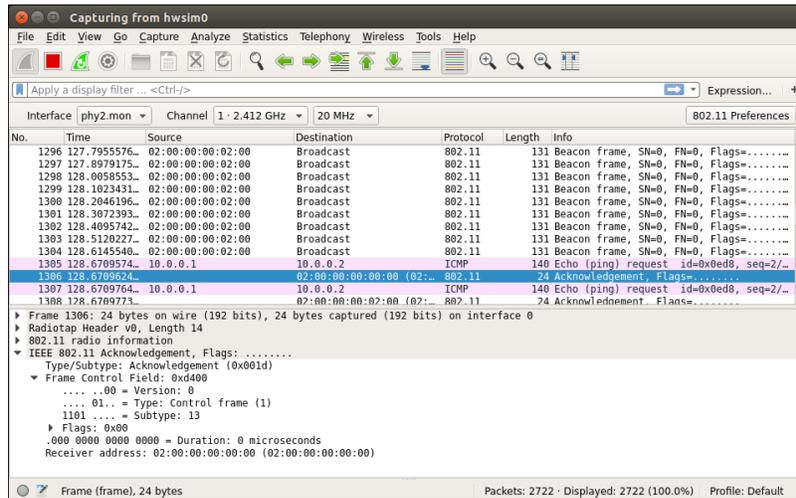 Capturing from hwsim0
File Edit View Go Capture Analyze Statistics Telephony Wireless Tools Help
Apply a display filter ... <Ctrl-/> Expression... +
Interface phy2.mon Channel 1 · 2.412 GHz 20 MHz 802.11 Preferences
No. Time Source Destination Protocol Length Info
1296 127.7955576… 02:00:00:00:02:00 Broadcast 802.11 131 Beacon frame, SN=0, FN=0, Flags=......…
1297 127.8979175… 02:00:00:00:02:00 Broadcast 802.11 131 Beacon frame, SN=0, FN=0, Flags=......…
1298 128.0058553… 02:00:00:00:02:00 Broadcast 802.11 131 Beacon frame, SN=0, FN=0, Flags=......…
1299 128.1023431… 02:00:00:00:02:00 Broadcast 802.11 131 Beacon frame, SN=0, FN=0, Flags=......…
1300 128.2046196… 02:00:00:00:02:00 Broadcast 802.11 131 Beacon frame, SN=0, FN=0, Flags=......…
1301 128.3072393… 02:00:00:00:02:00 Broadcast 802.11 131 Beacon frame, SN=0, FN=0, Flags=......…
1302 128.4095742… 02:00:00:00:02:00 Broadcast 802.11 131 Beacon frame, SN=0, FN=0, Flags=......…
1303 128.5120227… 02:00:00:00:02:00 Broadcast 802.11 131 Beacon frame, SN=0, FN=0, Flags=......…
1304 128.6145540… 02:00:00:00:02:00 Broadcast 802.11 131 Beacon frame, SN=0, FN=0, Flags=......…
1305 128.6709574… 10.0.0.1 10.0.0.2 ICMP 140 Echo (ping) request id=0x0ed8, seq=2/…
1306 128.6709624… 02:00:00:00:00:00 (02:… 802.11 24 Acknowledgement, Flags=........
1307 128.6709764… 10.0.0.1 10.0.0.2 ICMP 140 Echo (ping) request id=0x0ed8, seq=2/…
1308 128.6709773… 02:00:00:00:02:00 (02:… 802.11 24 Acknowledgement, Flags=........
Frame 1306: 24 bytes on wire (192 bits), 24 bytes captured (192 bits) on interface 0
Radiotap Header v0, Length 14
802.11 radio information
IEEE 802.11 Acknowledgement, Flags: ........
Type/Subtype: Acknowledgement (0x001d)
Frame Control Field: 0xd400
.... ..00 = Version: 0
.... 01.. = Type: Control frame (1)
1101 .... = Subtype: 13
Flags: 0x00
.000 0000 0000 0000 = Duration: 0 microseconds
Receiver address: 02:00:00:00:00:00 (02:00:00:00:00:00)
Frame (frame), 24 bytes Packets: 2722 · Displayed: 2722 (100.0%) Profile: Default